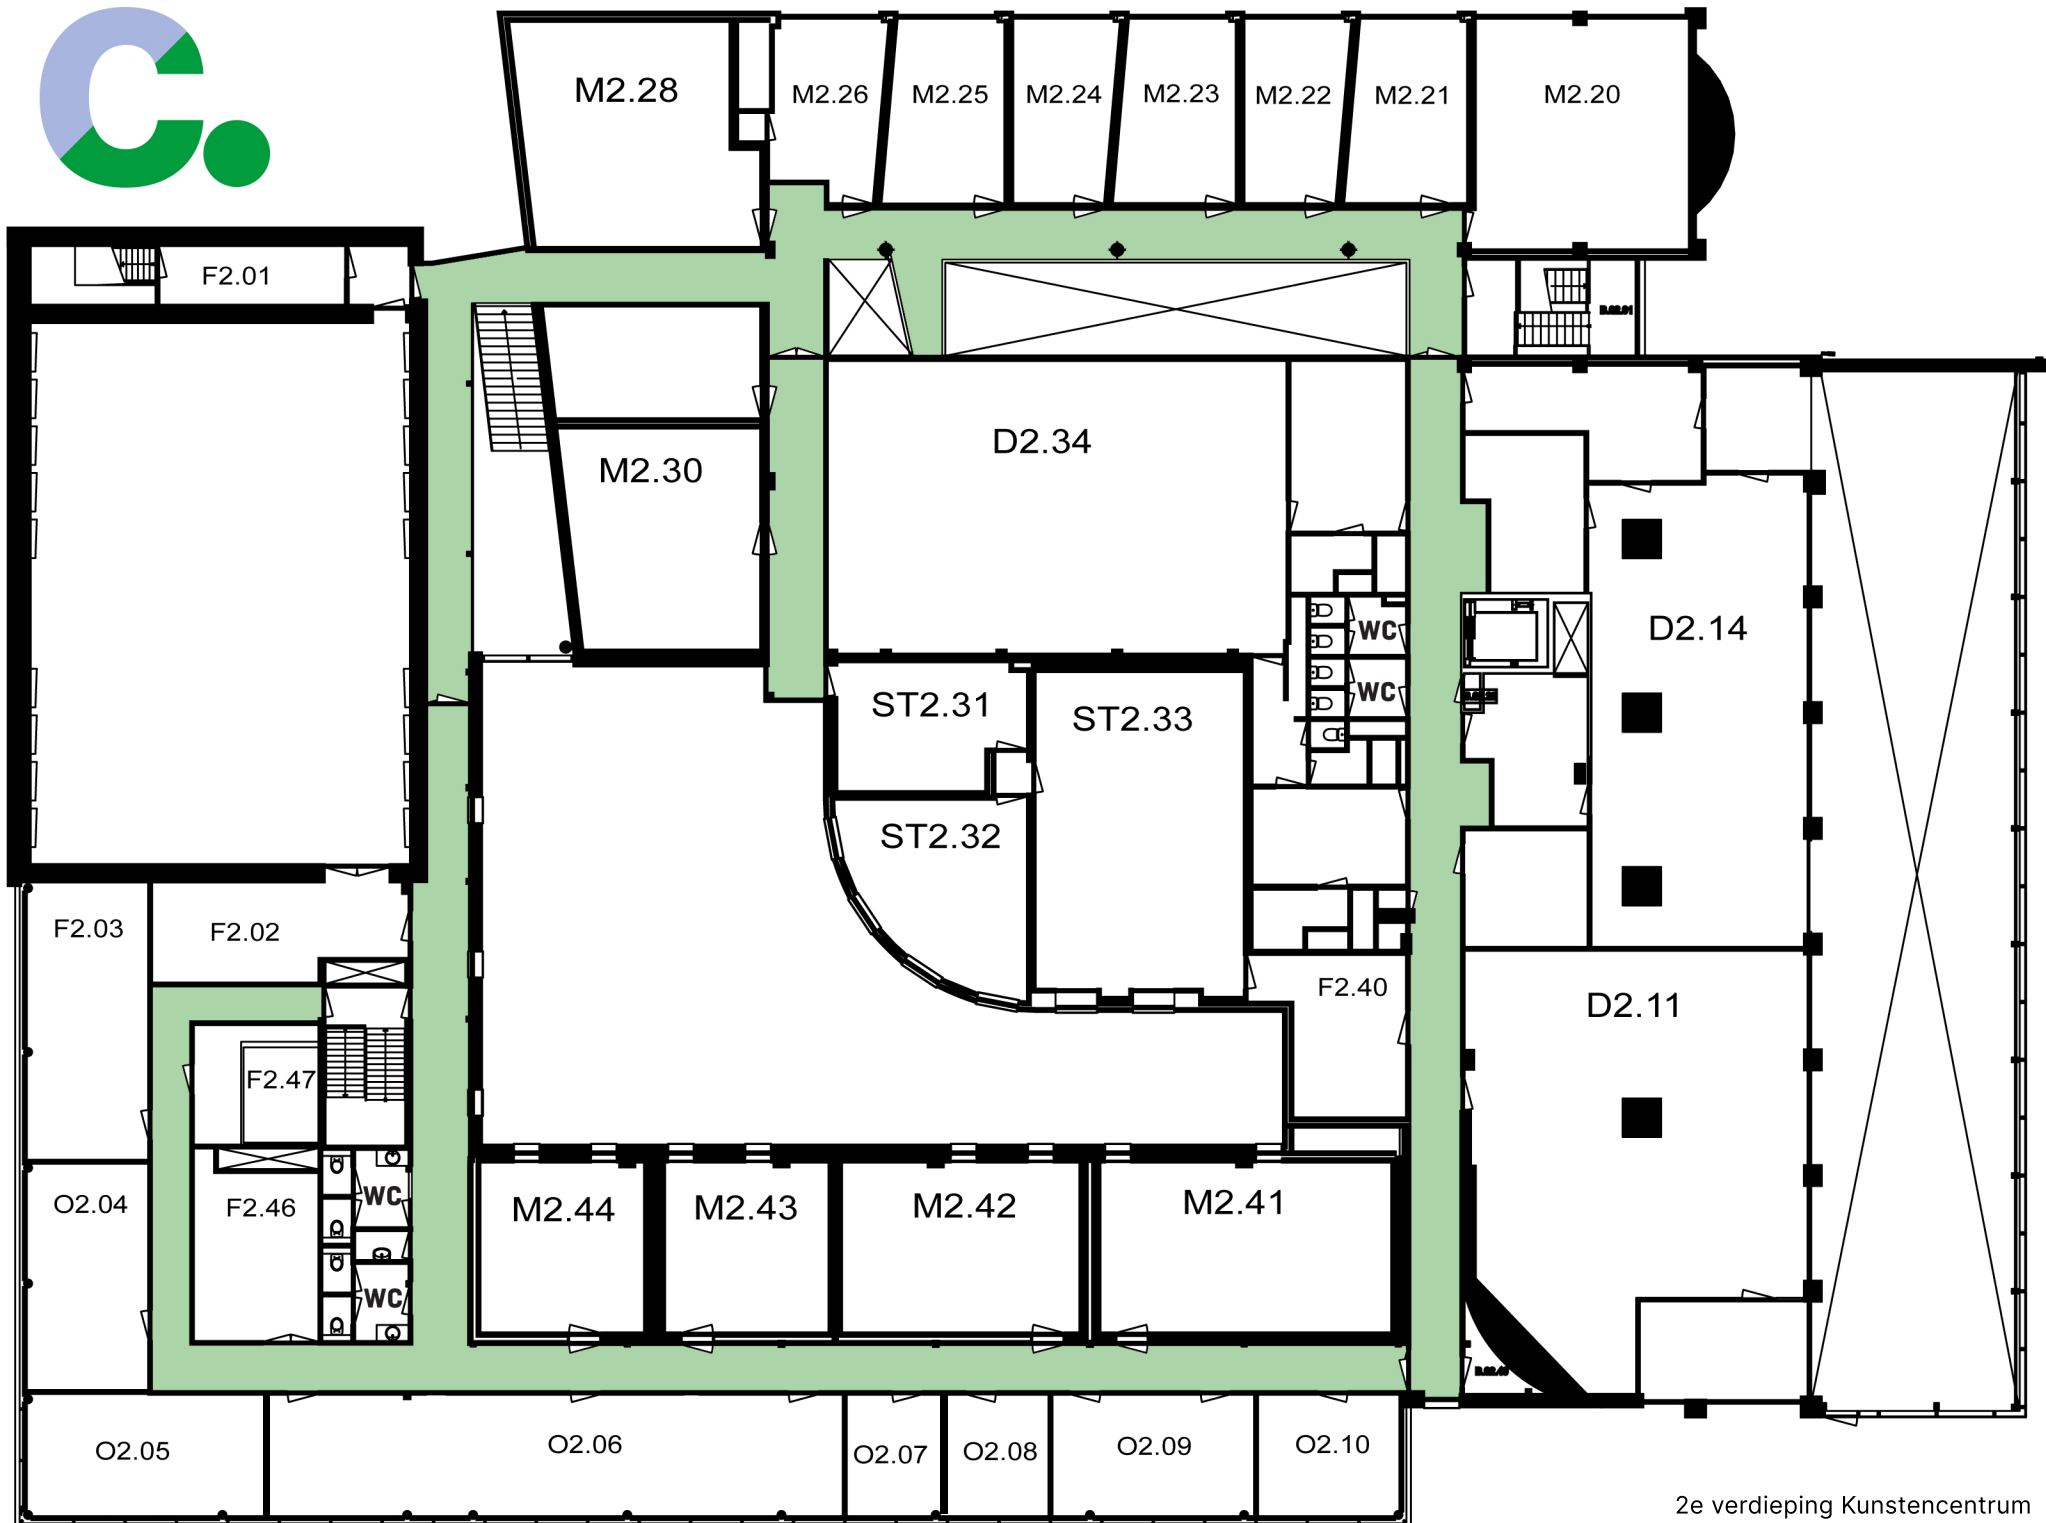 C.
M2.28
M2.26
M2.25
M2.24
M2.23
M2.22
M2.21
M2.20
F2.01
M2.30
D2.34
D2.14
WC
WC
ST2.31
ST2.33
ST2.32
F2.03
F2.02
F2.40
D2.11
F2.47
O2.04
F2.46
WC
WC
M2.44
M2.43
M2.42
M2.41
O2.05
O2.06
O2.07
O2.08
O2.09
O2.10
2e verdieping Kunstencentrum